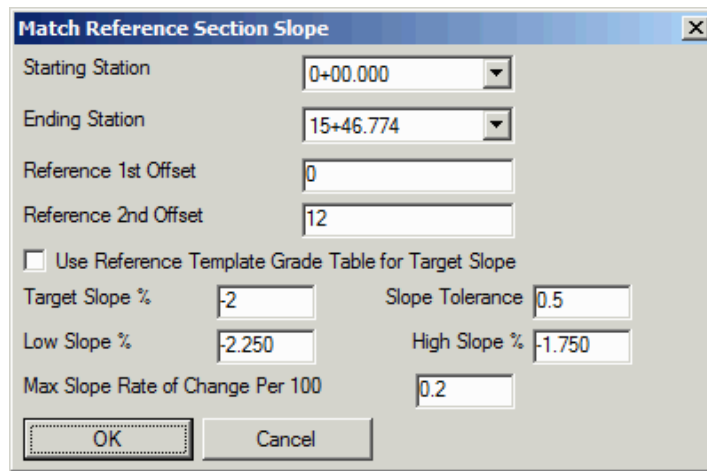 Match Reference Section Slope
Starting Station 0+00.000
Ending Station 15+46.774
Reference 1st Offset 0
Reference 2nd Offset 12
Use Reference Template Grade Table for Target Slope
Target Slope % -2 Slope Tolerance 0.5
Low Slope % -2.250 High Slope % -1.750
Max Slope Rate of Change Per 100 0.2
OK Cancel